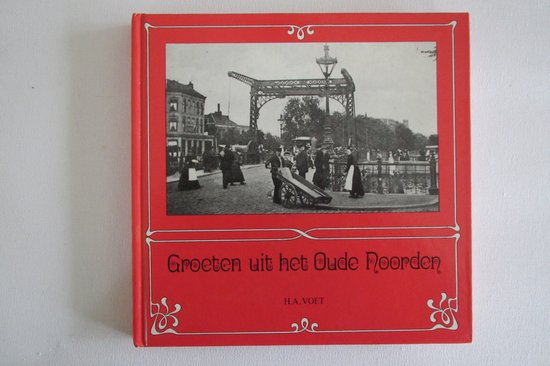 Groeten uit het Oude Noorden
H.A. VOET